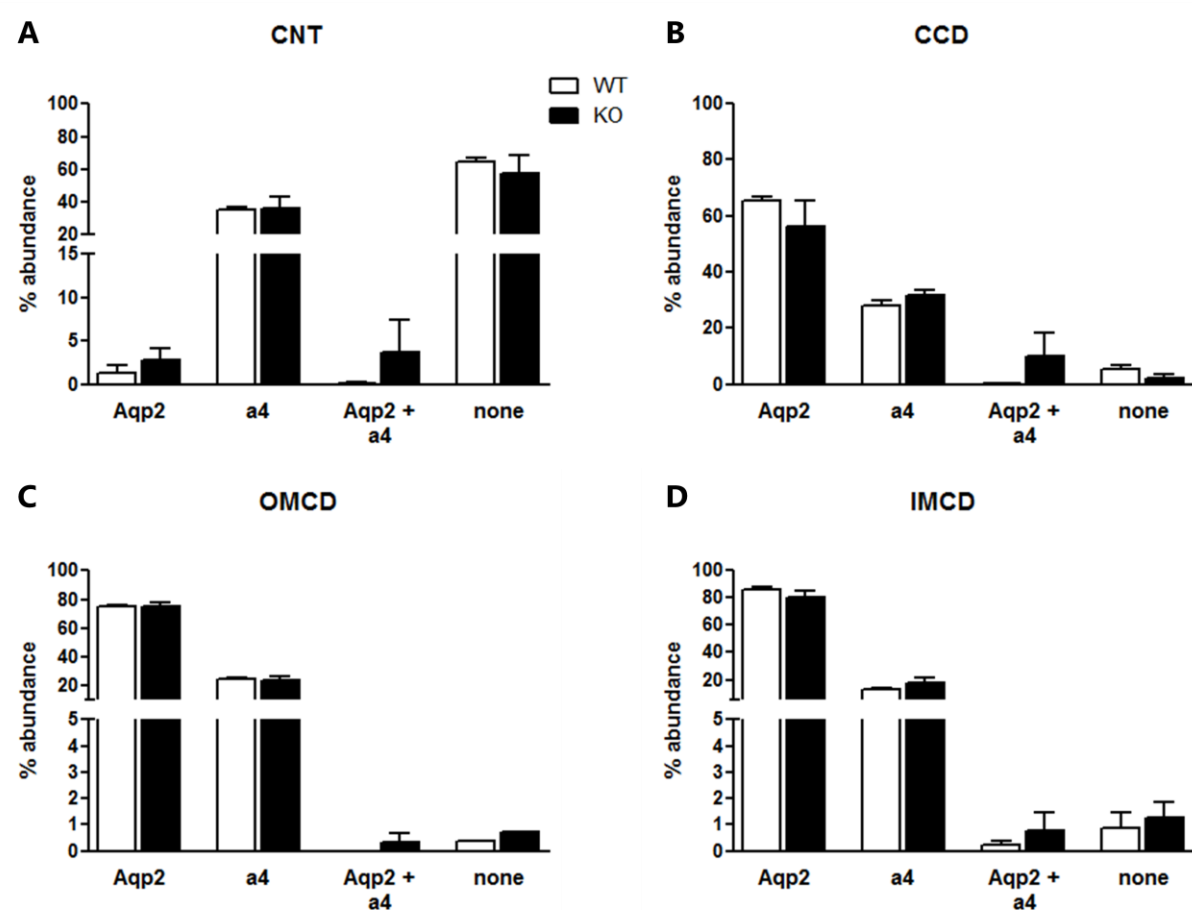 A
CNT
WT
KO
% abundance
100
80
60
40
20
15
10
5
0
Aqp2
a4
Aqp2 +
a4
none
B
CCD
% abundance
100
80
60
40
20
0
Aqp2
a4
Aqp2 +
a4
none
C
OMCD
% abundance
100
80
60
40
20
5
4
3
2
1
0
Aqp2
a4
Aqp2 +
a4
none
D
IMCD
% abundance
100
80
60
40
20
5
4
3
2
1
0
Aqp2
a4
Aqp2 +
a4
none